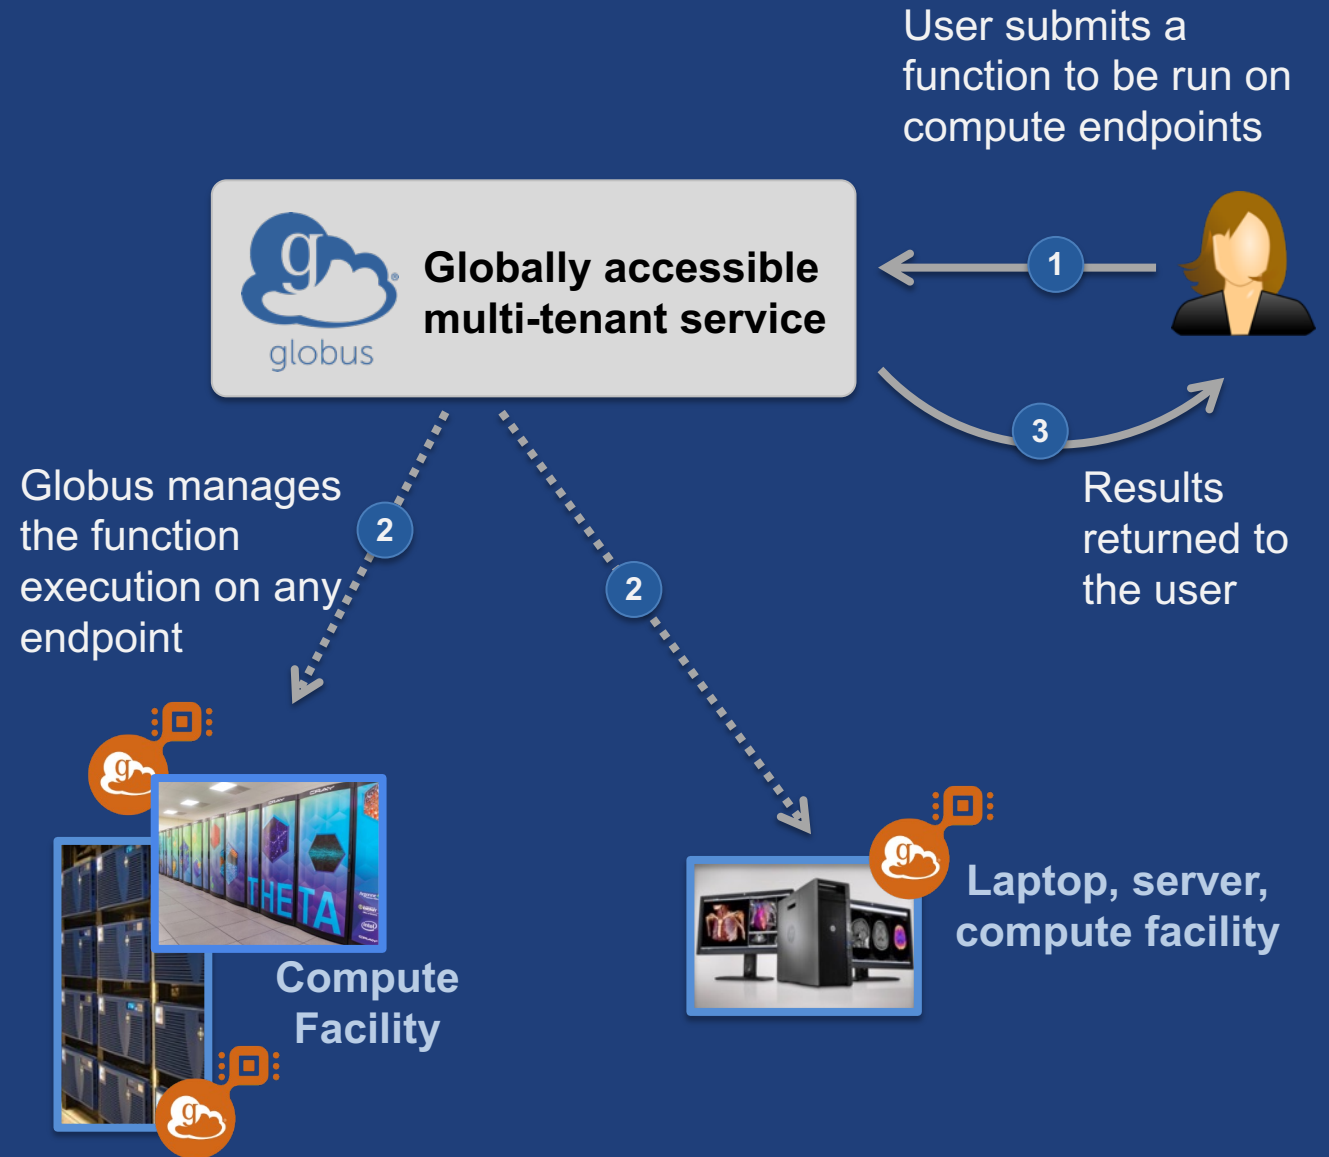 User submits a
function to be run on
compute endpoints
g
globus
Globally accessible
multi-tenant service
1
3
Globus manages
the function
execution on any
endpoint
2
2
Results
returned to
the user
g
CRAY
THETA
intel
g
Laptop, server,
compute facility
Compute
Facility
g